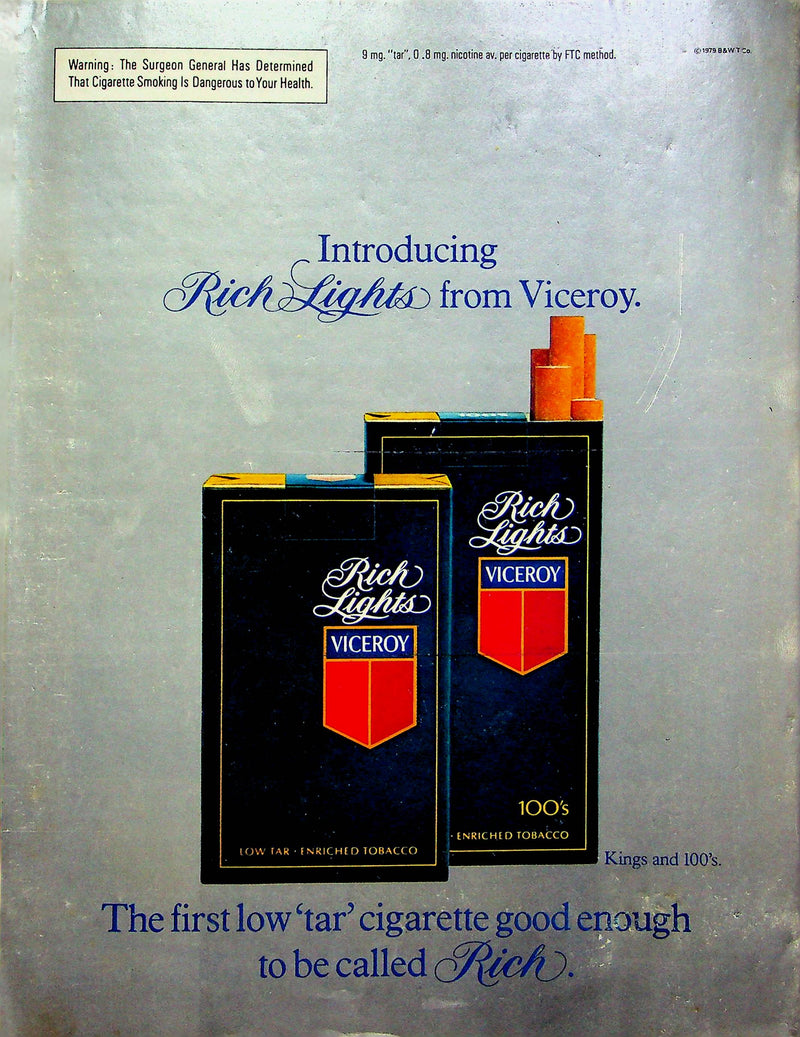 Warning: The Surgeon General Has Determined
That Cigarette Smoking Is Dangerous to Your Health.
9 mg. "tar", 0.8 mg. nicotine av. per cigarette by FTC method.
© 1979 B&W T Co.
Introducing
Rich Lights from Viceroy.
Rich
Lights
VICEROY
100's
ENRICHED TOBACCO
Rich
Lights
VICEROY
LOW TAR · ENRICHED TOBACCO
Kings and 100's.
The first low 'tar' cigarette good enough
to be called Rich.